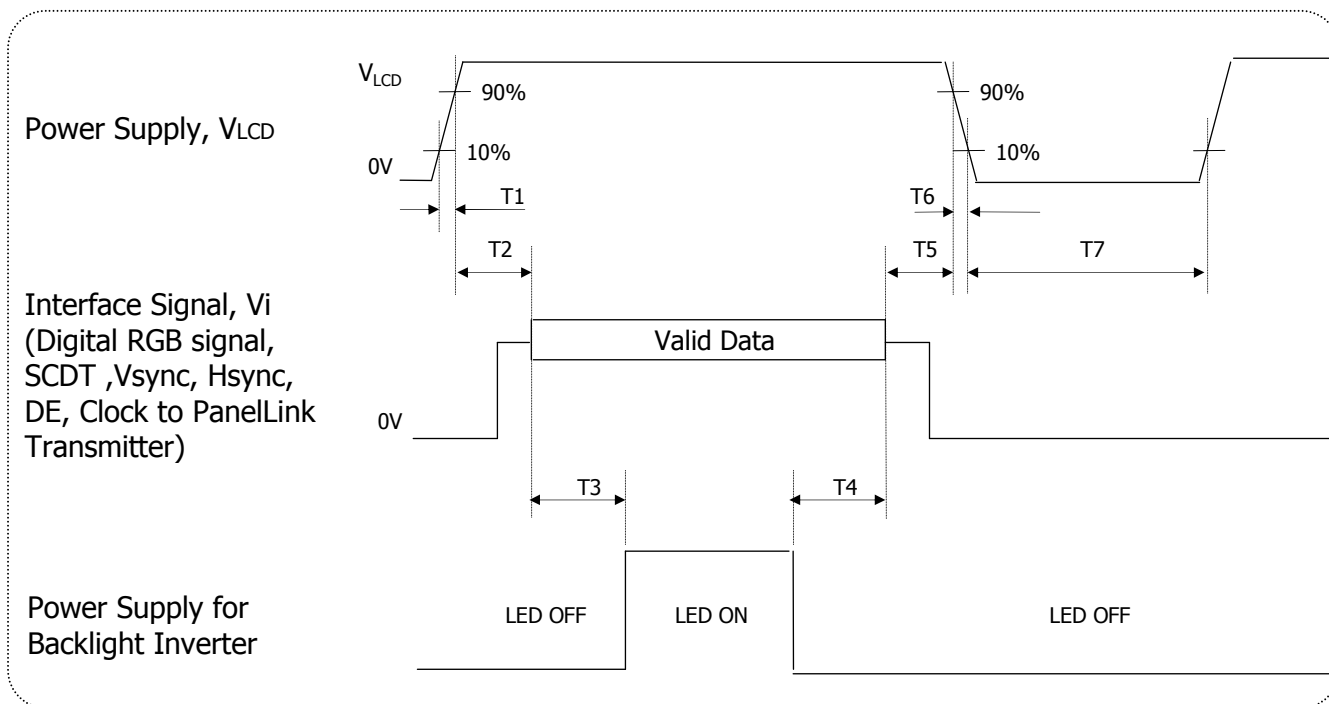 V_LCD
90%
90%
Power Supply, VLCD
10%
10%
0V
T1
T6
T2
T5
T7
Interface Signal, Vi
(Digital RGB signal,
SCDT ,Vsync, Hsync,
DE, Clock to PanelLink
Transmitter)
Valid Data
0V
T3
T4
Power Supply for
Backlight Inverter
LED OFF
LED ON
LED OFF